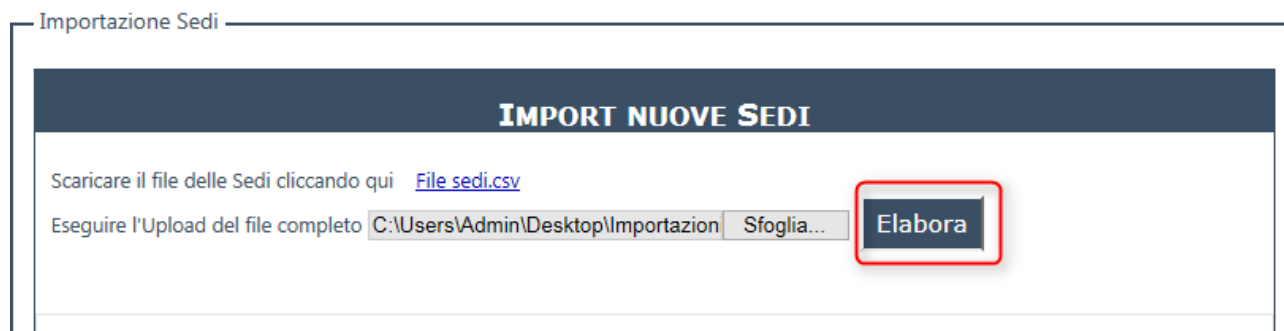 Importazione Sedi
IMPORT NUOVE SEDI
Scaricare il file delle Sedi cliccando qui File sedi.csv
Eseguire l'Upload del file completo C:\Users\Admin\Desktop\Importazion Sfoglia... Elabora